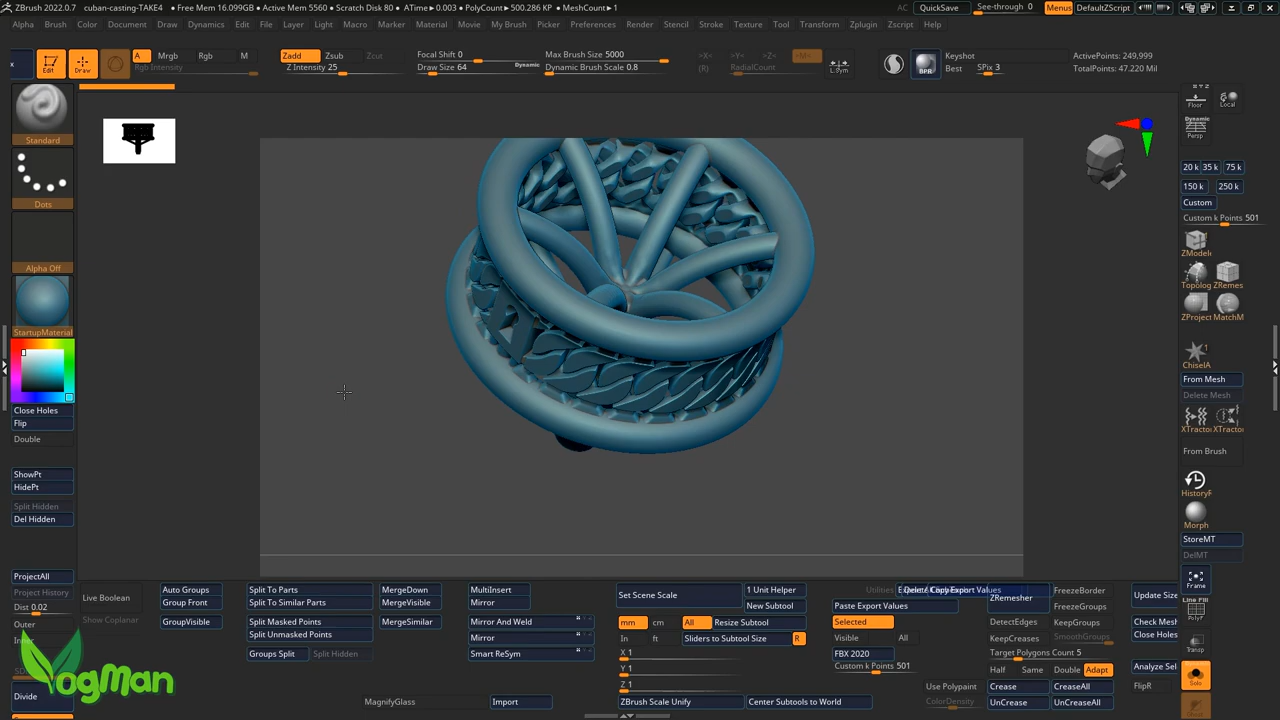 ZBrush 2022.0.7 cuban-casting-TAKE4 • Free Mem 16.099GB • Active Mem 5560 • Scratch Disk 80 • ATime►0.003 • PolyCount►500.286 KP • MeshCount►1 AC QuickSave See-through 0 Menus DefaultZScript
Alpha Brush Color Document Draw Dynamics Edit File Layer Light Macro Marker Material Movie My Brush Picker Preferences Render Stencil Stroke Texture Tool Transform Zplugin Zscript Help
Edit Draw
A Mrgb Rgb M
Rgb Intensity
Zadd Zsub Zcut
Z Intensity 25
Focal Shift 0
Draw Size 64 Dynamic
Max Brush Size 5000
Dynamic Brush Scale 0.8
>X< >Y< >Z< >M<
(R) RadialCount
L.Sym
BPR
Keyshot
Best SPix 3
ActivePoints: 249,999
TotalPoints: 47.220 Mil
Standard
Dots
Alpha Off
StartupMaterial
Close Holes
Flip
Double
ShowPt
HidePt
Split Hidden
Del Hidden
ProjectAll
Project History
Dist 0.02
Outer
Divide
YogMan
Floor Local
Dynamic
Persp
20 k 35 k 75 k
150 k 250 k
Custom
Custom k Points 501
ZModele
Topolog ZRemes
ZProject MatchM
1
ChiselA
From Mesh
Delete Mesh
XTractor XTractor
From Brush
HistoryR
Morph
StoreMT
DelMT
Frame
Line Fill
PolyF
Transp
Solo
Live Boolean
Show Coplanar
Auto Groups
Group Front
GroupVisible
Split To Parts
Split To Similar Parts
Split Masked Points
Split Unmasked Points
Groups Split Split Hidden
MergeDown
MergeVisible
MergeSimilar
MultiInsert
Mirror
Mirror And Weld
Mirror
Smart ReSym
MagnifyGlass Import
Set Scene Scale
1 Unit Helper
New Subtool
mm cm All Resize Subtool
In ft Sliders to Subtool Size R
X 1
Y 1
Z 1
ZBrush Scale Unify Center Subtools to World
Utilities
Paste Export Values
Selected
Visible All
FBX 2020
Custom k Points 501
ZRemesher
FreezeBorder
FreezeGroups
DetectEdges KeepGroups
KeepCreases SmoothGroups
Target Polygons Count 5
Half Same Double Adapt
Use Polypaint Crease CreaseAll
ColorDensity UnCrease UnCreaseAll
Update Size
Check Mesh
Close Holes
Analyze Sel
FlipR